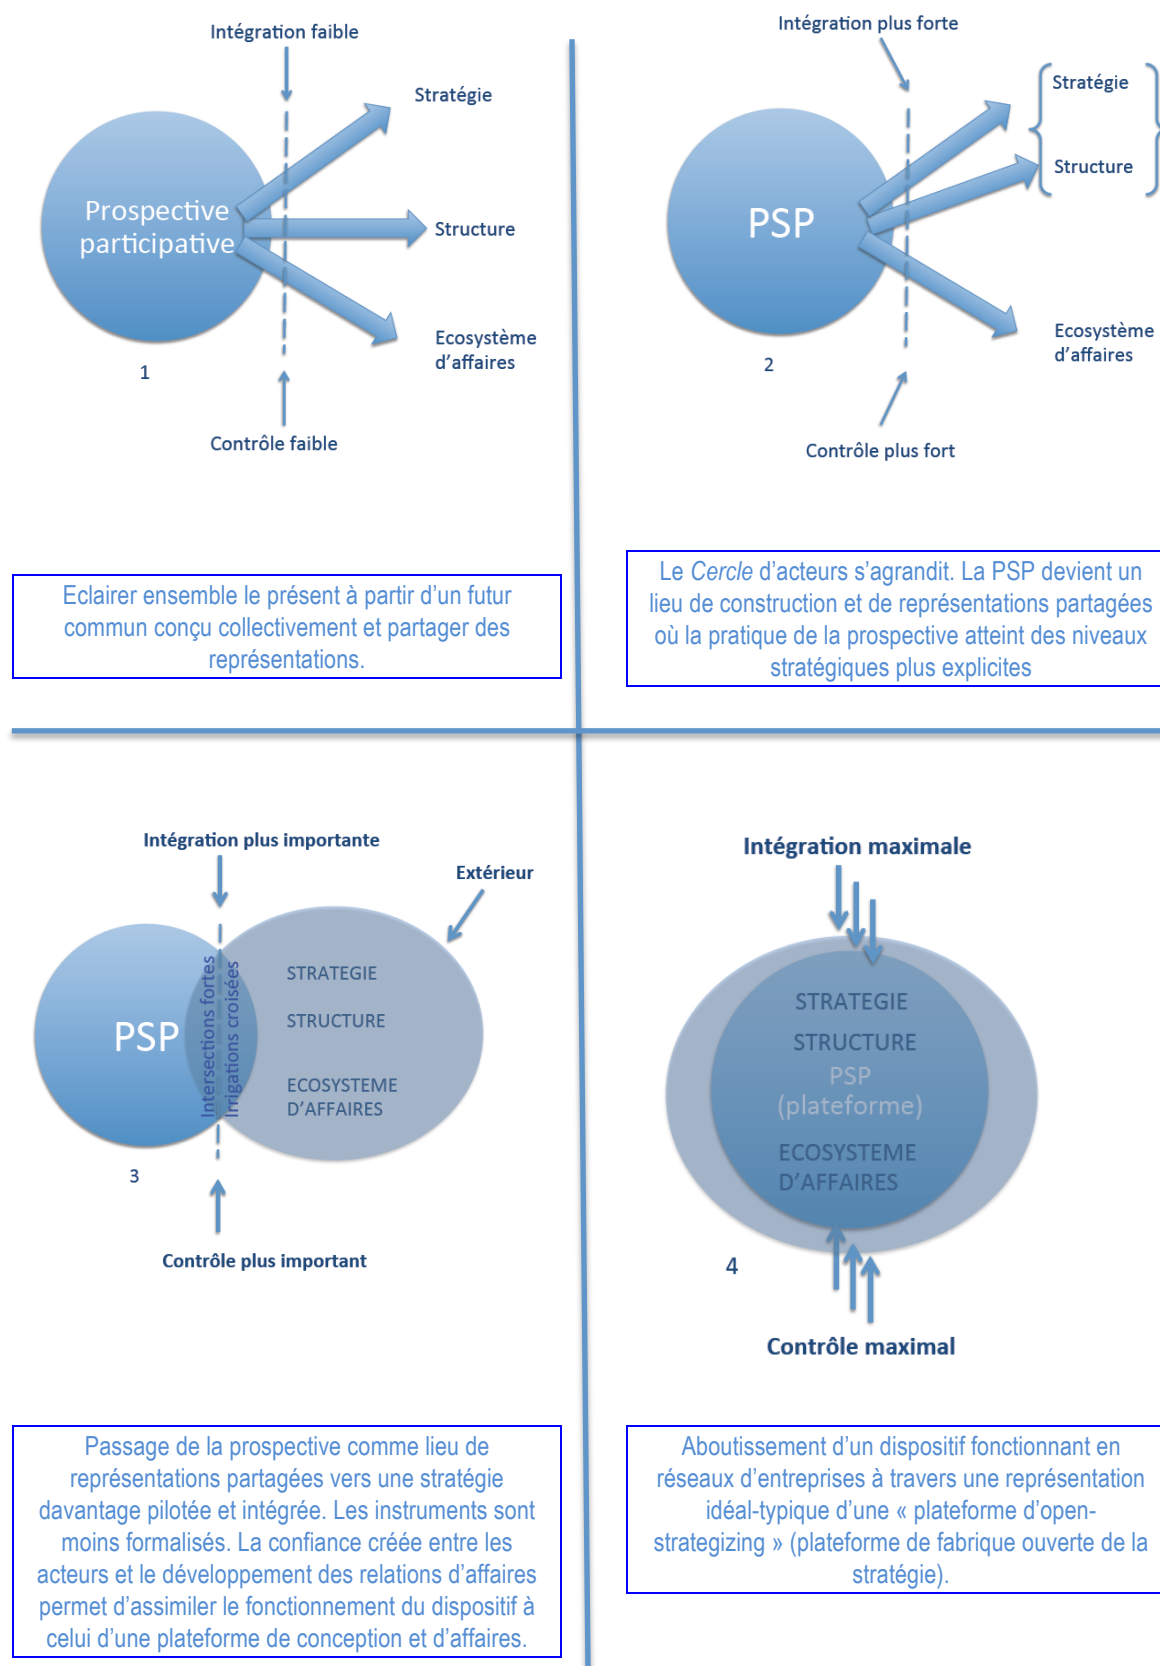 Intégration faible
Stratégie
Prospective
participative
Structure
Ecosystème
d’affaires
1
Contrôle faible
Eclairer ensemble le présent à partir d’un futur
commun conçu collectivement et partager des
représentations.
Intégration plus forte
Stratégie
Structure
PSP
Ecosystème
d’affaires
2
Contrôle plus fort
Le Cercle d’acteurs s’agrandit. La PSP devient un
lieu de construction et de représentations partagées
où la pratique de la prospective atteint des niveaux
stratégiques plus explicites
Intégration plus importante
Extérieur
PSP
Intersections fortes
Irrigations croisées
STRATEGIE
STRUCTURE
ECOSYSTEME
D’AFFAIRES
3
Contrôle plus important
Passage de la prospective comme lieu de
représentations partagées vers une stratégie
davantage pilotée et intégrée. Les instruments sont
moins formalisés. La confiance créée entre les
acteurs et le développement des relations d’affaires
permet d’assimiler le fonctionnement du dispositif à
celui d’une plateforme de conception et d’affaires.
Intégration maximale
STRATEGIE
STRUCTURE
PSP
(plateforme)
ECOSYSTEME
D’AFFAIRES
4
Contrôle maximal
Aboutissement d’un dispositif fonctionnant en
réseaux d’entreprises à travers une représentation
idéal-typique d’une « plateforme d’open-
strategizing » (plateforme de fabrique ouverte de la
stratégie).